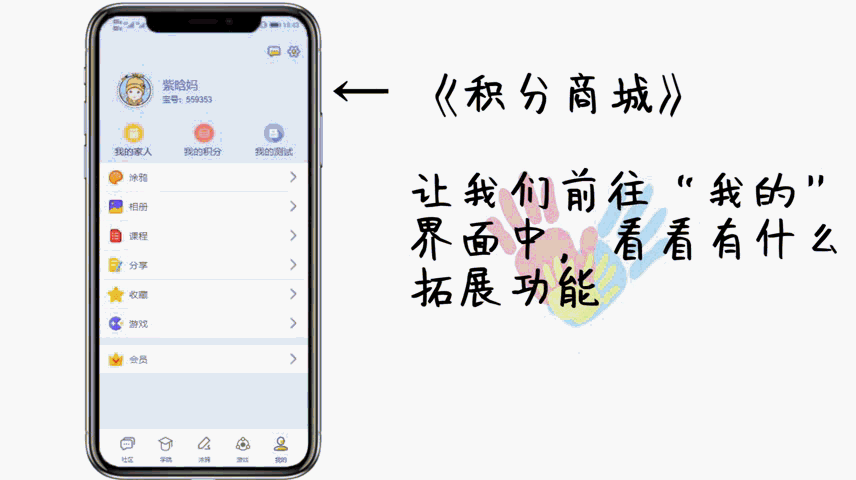 16:43
紫晗妈
宝号：559353
我的家人
我的积分
我的测试
涂鸦
相册
课程
分享
收藏
游戏
会员
社区
学院
涂鸦
游戏
我的
← 《积分商城》
让我们前往“我的”
界面中，看看有什么
拓展功能